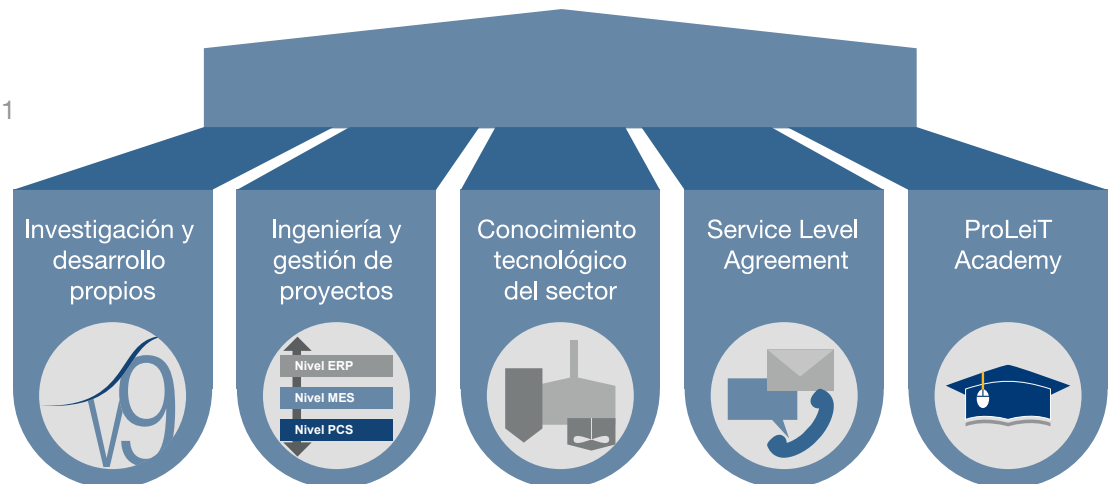 1
Investigación y
desarrollo
propios
Ingeniería y
gestión de
proyectos
Conocimiento
tecnológico
del sector
Service Level
Agreement
ProLeiT
Academy
v9
Nivel ERP
Nivel MES
Nivel PCS